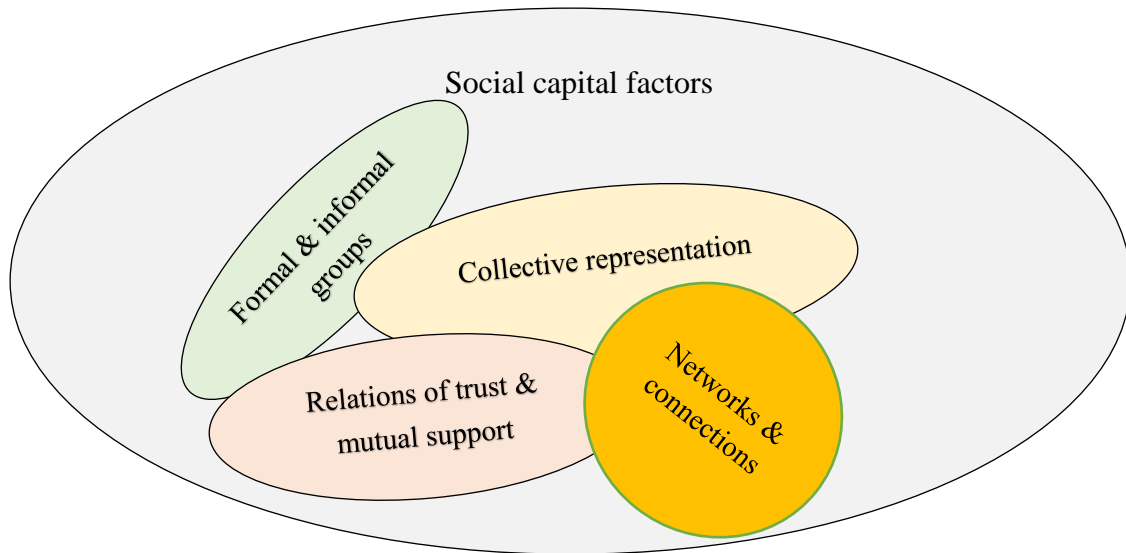 Social capital factors
Formal & informal
groups
Collective representation
Relations of trust &
mutual support
Networks &
connections